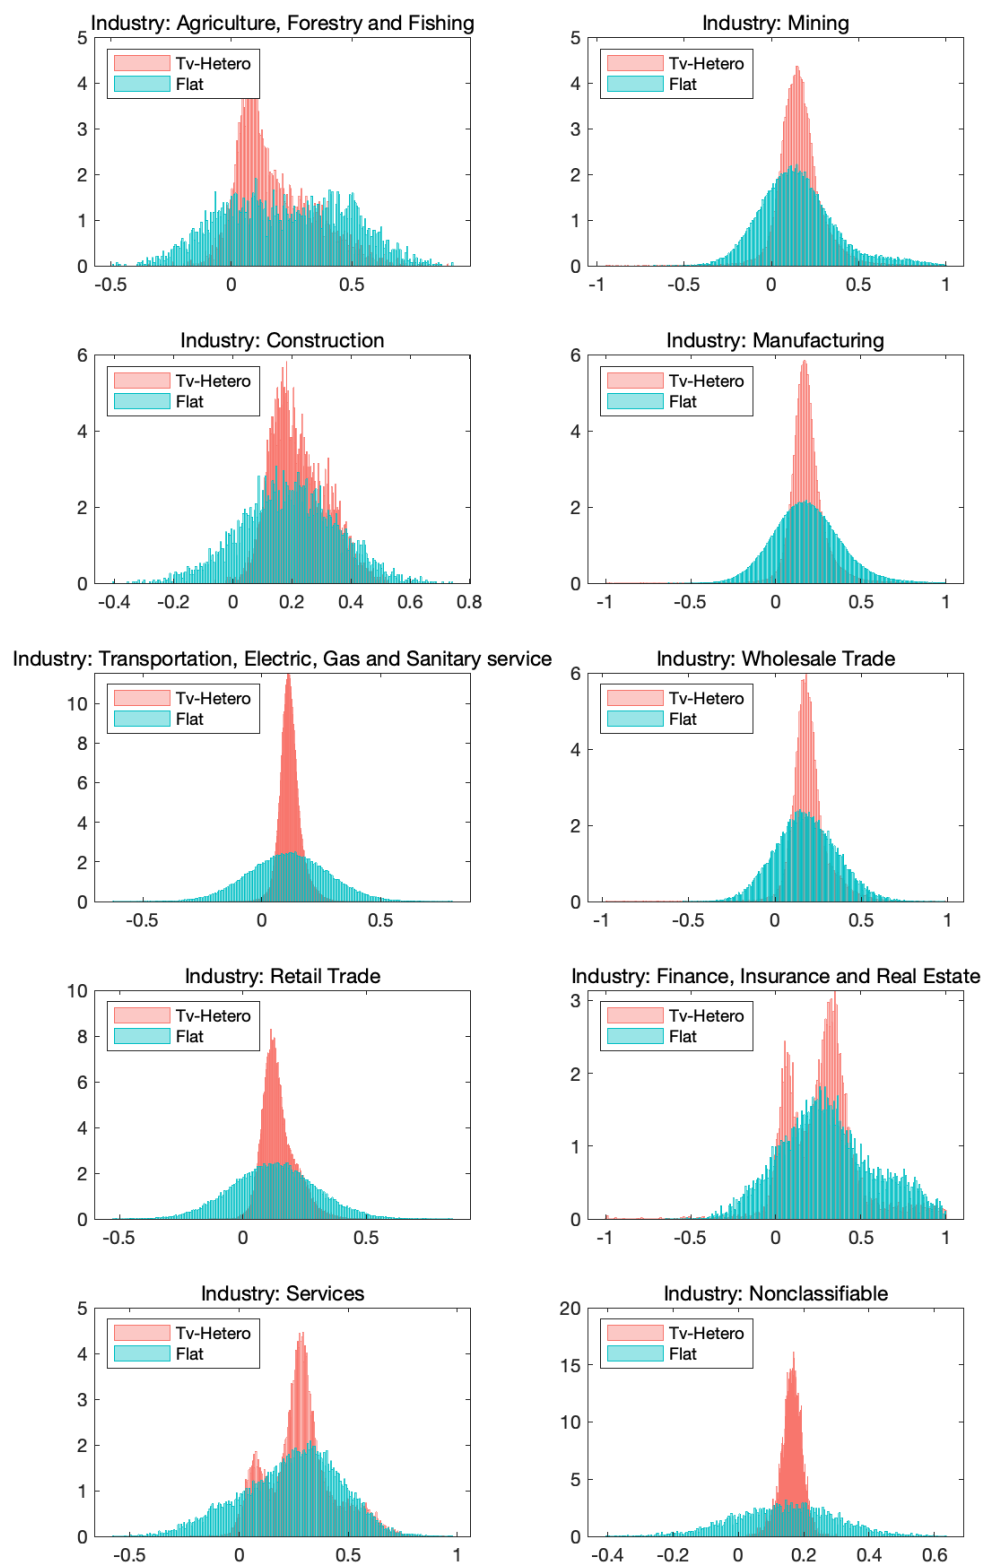 Industry: Agriculture, Forestry and Fishing
5
4
3
2
1
0
Tv-Hetero
Flat
-0.5 0 0.5
Industry: Mining
5
4
3
2
1
0
Tv-Hetero
Flat
-1 -0.5 0 0.5 1
Industry: Construction
6
4
2
0
Tv-Hetero
Flat
-0.4 -0.2 0 0.2 0.4 0.6 0.8
Industry: Manufacturing
6
4
2
0
Tv-Hetero
Flat
-1 -0.5 0 0.5 1
Industry: Transportation, Electric, Gas and Sanitary service
10
8
6
4
2
0
Tv-Hetero
Flat
-0.5 0 0.5
Industry: Wholesale Trade
6
4
2
0
Tv-Hetero
Flat
-1 -0.5 0 0.5 1
Industry: Retail Trade
10
8
6
4
2
0
Tv-Hetero
Flat
-0.5 0 0.5
Industry: Finance, Insurance and Real Estate
3
2
1
0
Tv-Hetero
Flat
-1 -0.5 0 0.5 1
Industry: Services
5
4
3
2
1
0
Tv-Hetero
Flat
-0.5 0 0.5 1
Industry: Nonclassifiable
20
15
10
5
0
Tv-Hetero
Flat
-0.4 -0.2 0 0.2 0.4 0.6